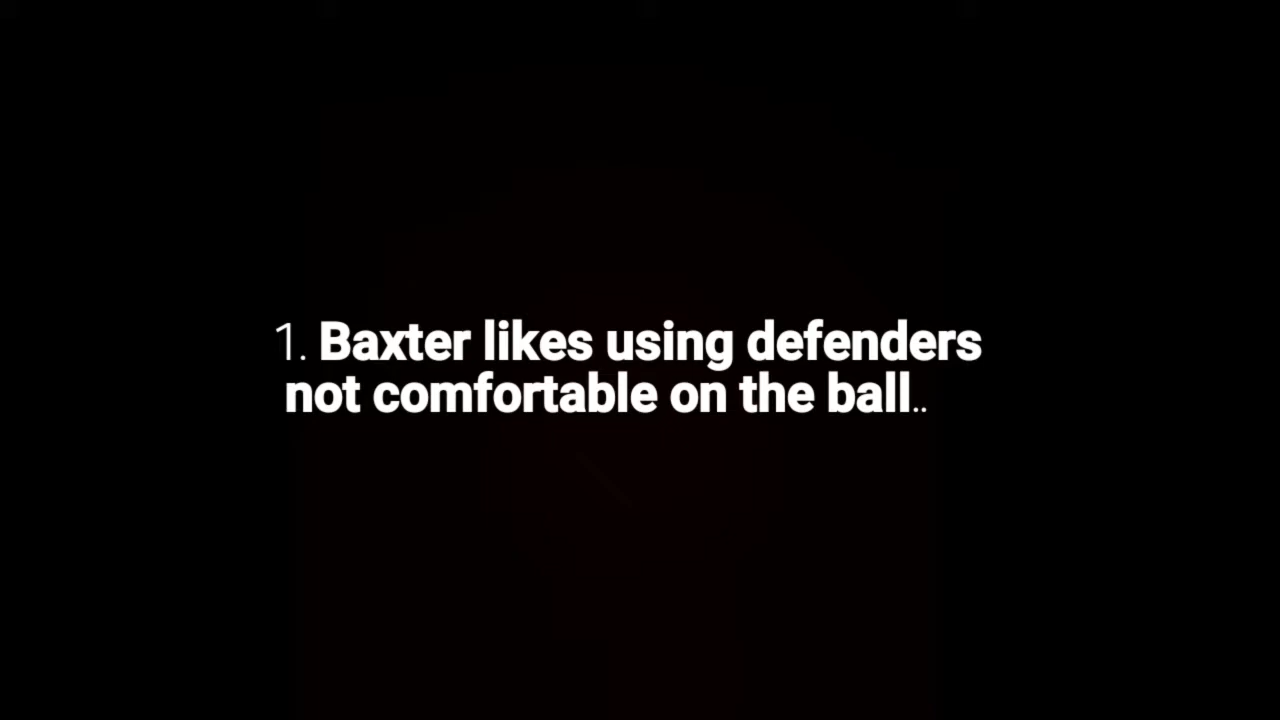 1. Baxter likes using defenders
not comfortable on the ball..